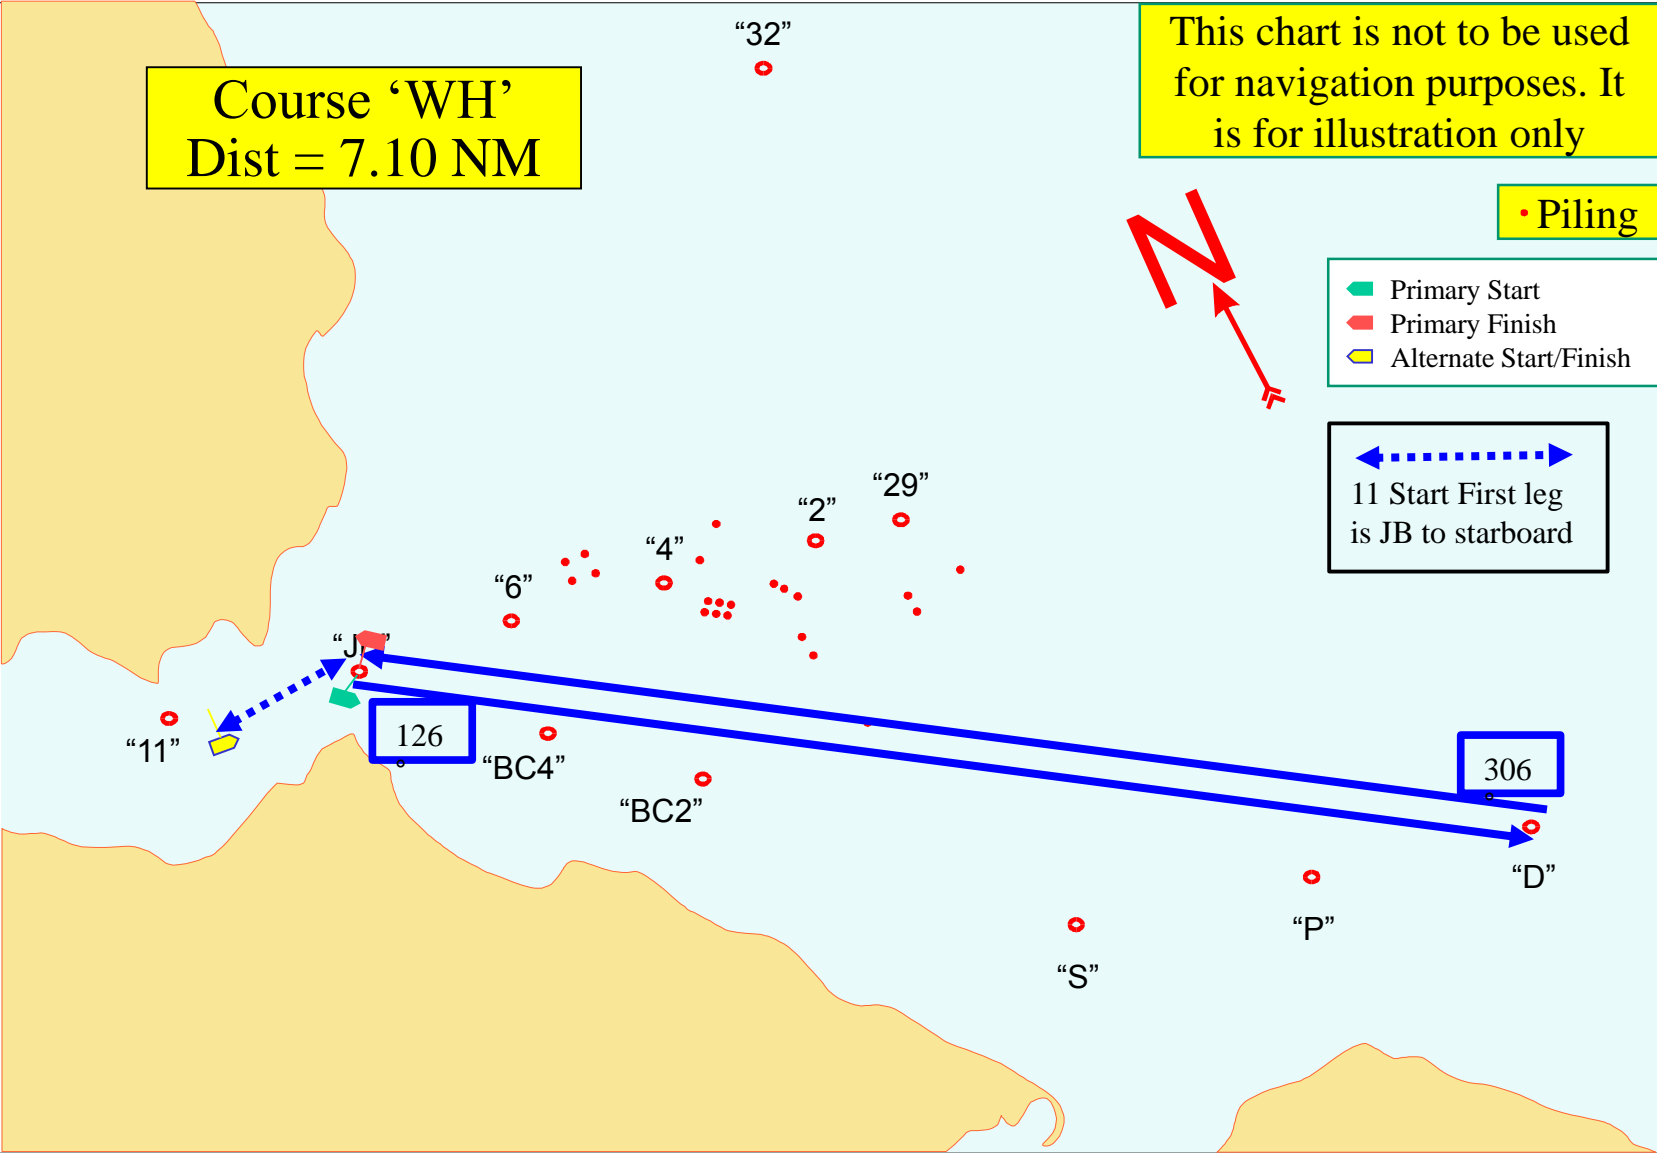 “32”
This chart is not to be used
for navigation purposes. It
is for illustration only
Course ‘WH’
Dist = 7.10 NM
Piling
N
Primary Start
Primary Finish
Alternate Start/Finish
11 Start First leg
is JB to starboard
“29”
“2”
“4”
“6”
“11”
126
“BC4”
“BC2”
306
“D”
“P”
“S”